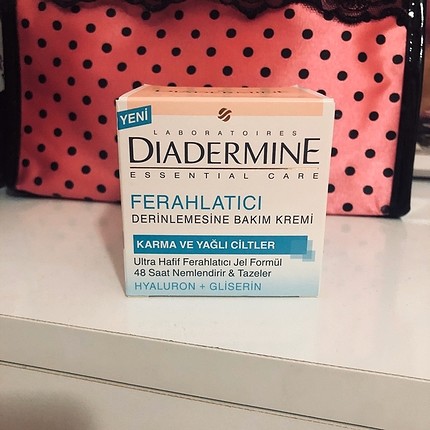 YENİ
LABORATOIRES
DIADERMINE
ESSENTIAL CARE
FERAHLATICI
DERİNLEMESİNE BAKIM KREMİ
KARMA VE YAĞLI CİLTLER
Ultra Hafif Ferahlatıcı Jel Formül
48 Saat Nemlendirir & Tazeler
HYALURON + GLİSERİN